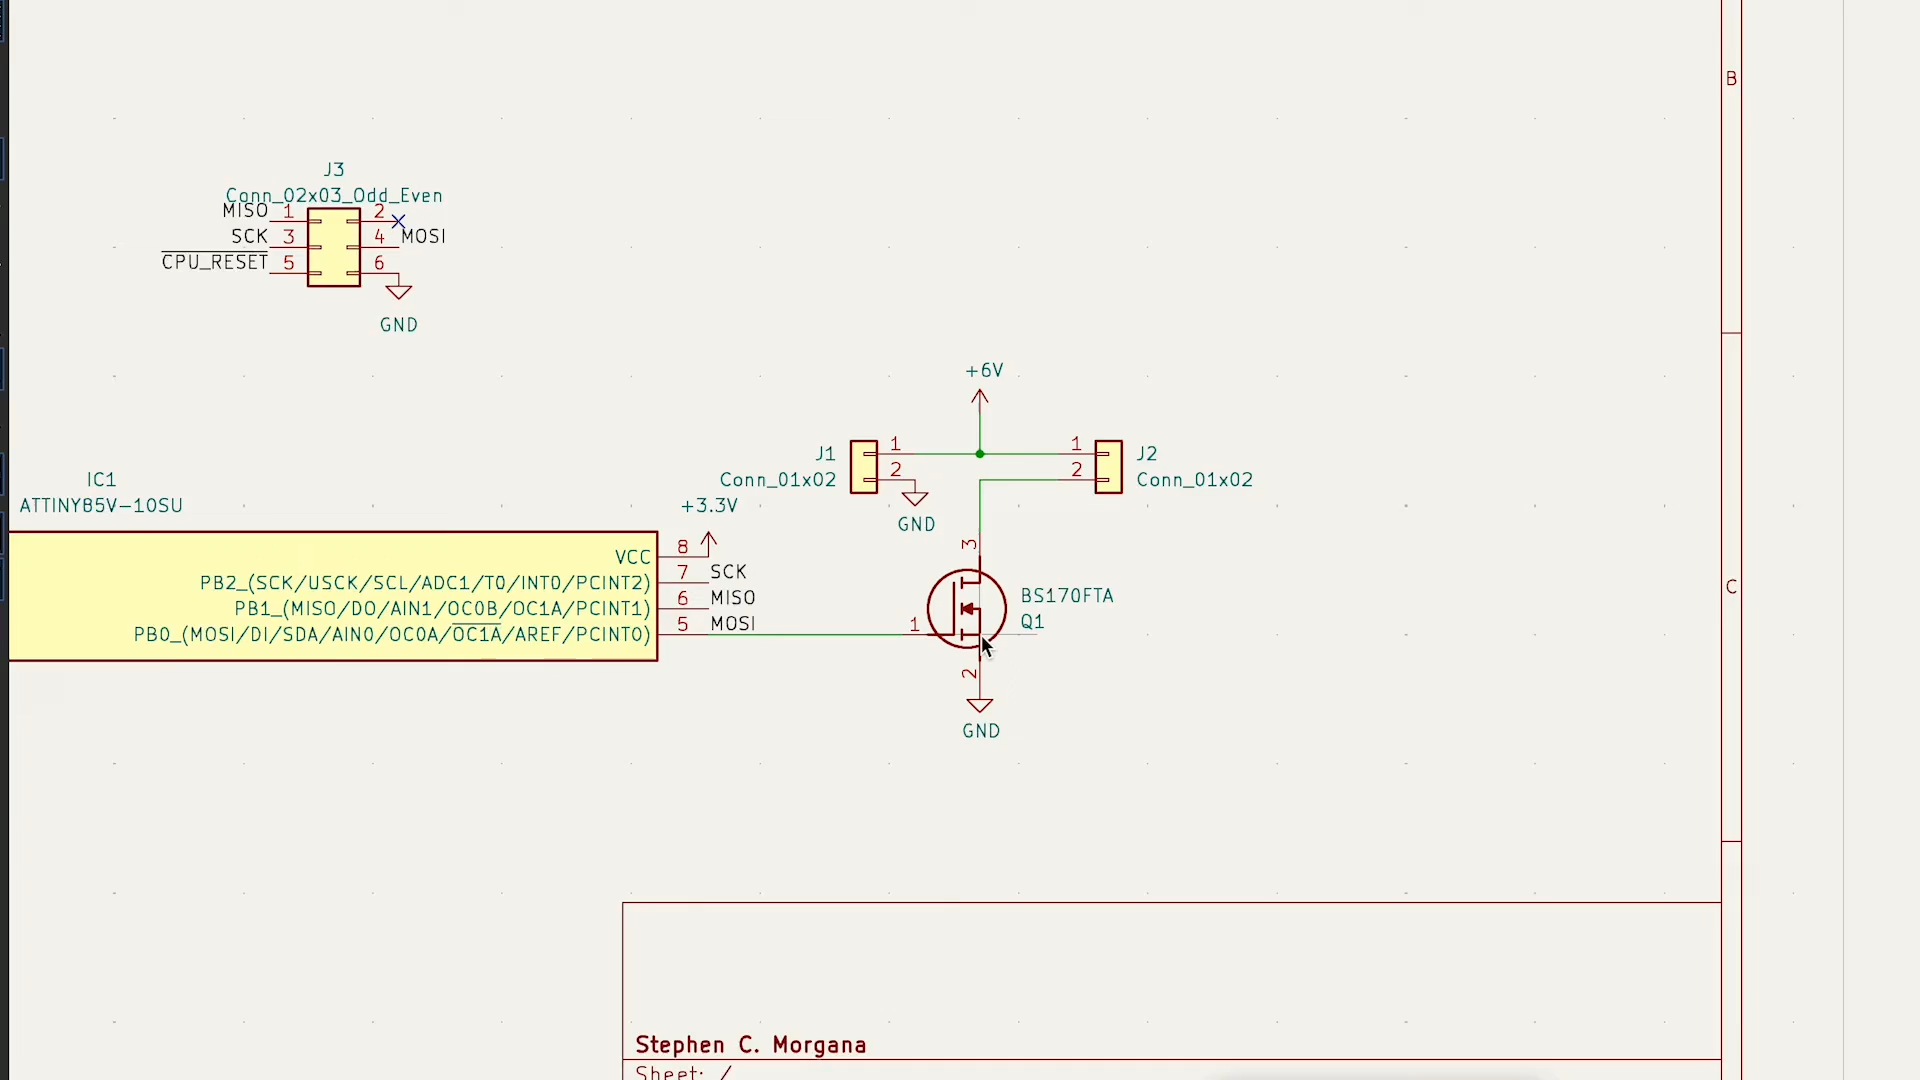 B
J3
Conn_02x03_Odd_Even
MISO 1 2
SCK 3 4 MOSI
CPU_RESET 5 6
GND
+6V
J1 1 1 J2
Conn_01x02 2 2 Conn_01x02
GND
+3.3V
IC1
ATTINY85V-10SU
VCC 8
PB2_(SCK/USCK/SCL/ADC1/T0/INT0/PCINT2) 7 SCK
PB1_(MISO/DO/AIN1/OC0B/OC1A/PCINT1) 6 MISO
PB0_(MOSI/DI/SDA/AIN0/OC0A/OC1A/AREF/PCINT0) 5 MOSI
1
3
BS170FTA
Q1
2
GND
C
Stephen C. Morgana
Sheet: /